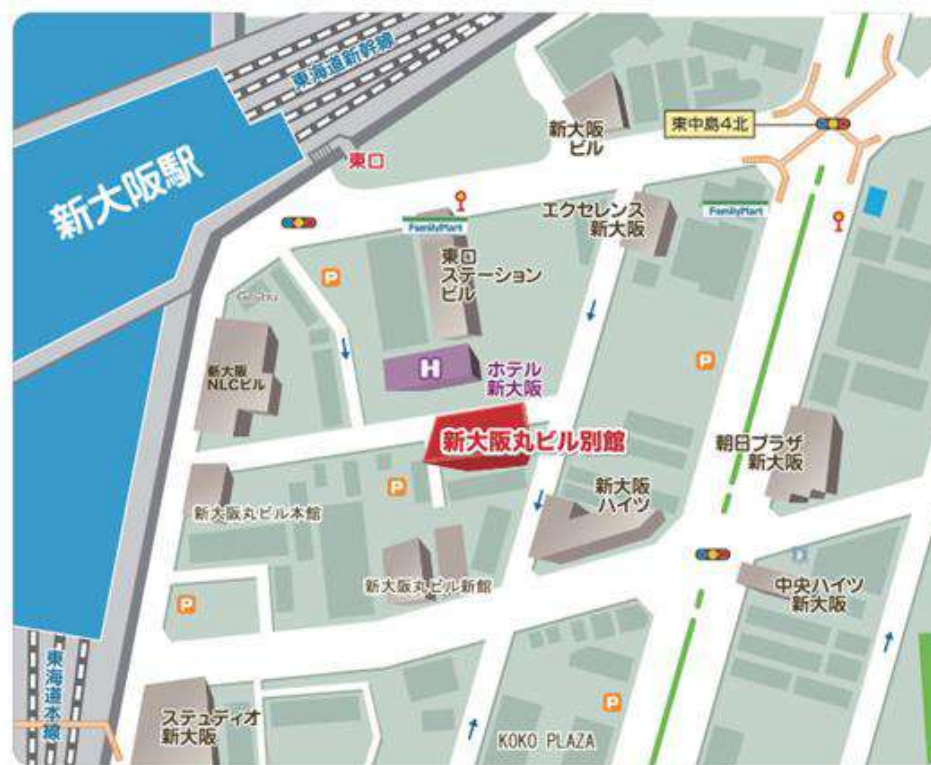 東海道新幹線
新大阪駅
東口
新大阪
ビル
東中島4北
FamilyMart
エクセレンス
新大阪
FamilyMart
東口
ステーション
ビル
P
新大阪
NLCビル
H
ホテル
新大阪
P
新大阪丸ビル別館
朝日プラザ
新大阪
P
新大阪
ハイツ
新大阪丸ビル本館
新大阪丸ビル新館
中央ハイツ
新大阪
P
東海道本線
ステュディオ
新大阪
P
KOKO PLAZA